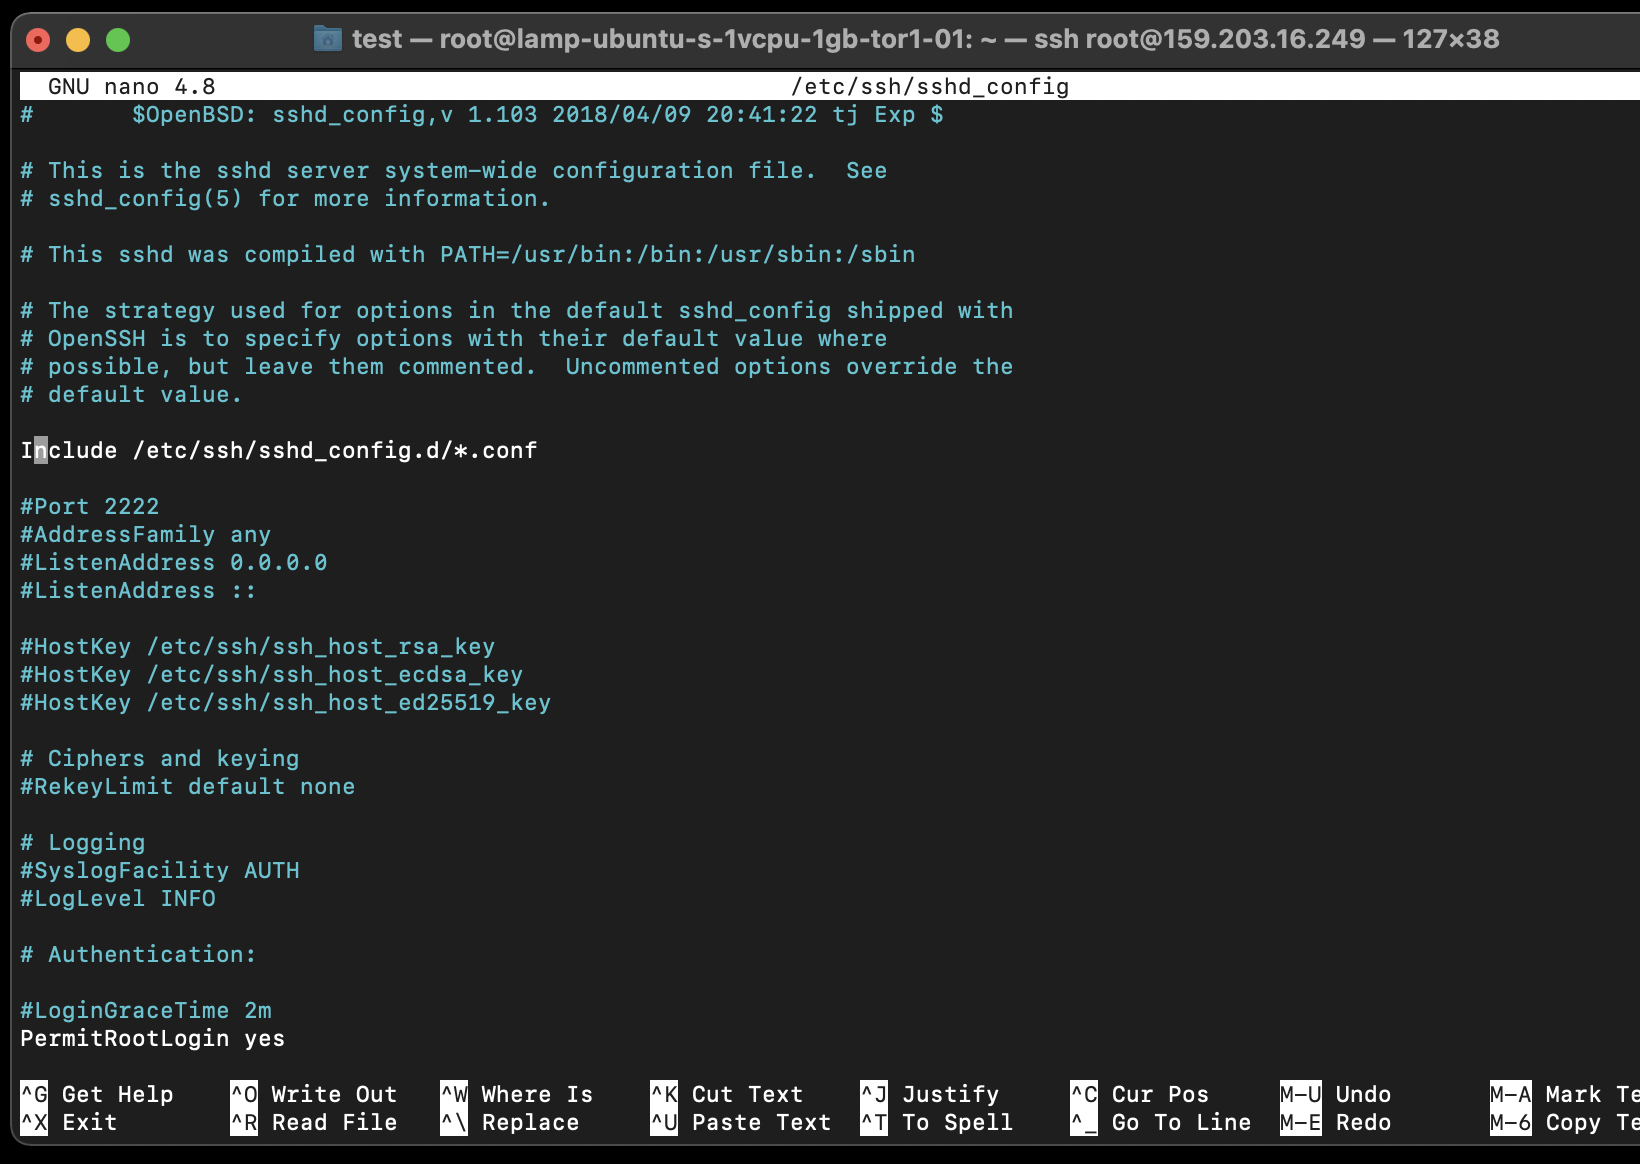 test — root@lamp-ubuntu-s-1vcpu-1gb-tor1-01: ~ — ssh root@159.203.16.249 — 127×38
GNU nano 4.8 /etc/ssh/sshd_config
# $OpenBSD: sshd_config,v 1.103 2018/04/09 20:41:22 tj Exp $
# This is the sshd server system-wide configuration file. See
# sshd_config(5) for more information.
# This sshd was compiled with PATH=/usr/bin:/bin:/usr/sbin:/sbin
# The strategy used for options in the default sshd_config shipped with
# OpenSSH is to specify options with their default value where
# possible, but leave them commented. Uncommented options override the
# default value.
Include /etc/ssh/sshd_config.d/*.conf
#Port 2222
#AddressFamily any
#ListenAddress 0.0.0.0
#ListenAddress ::
#HostKey /etc/ssh/ssh_host_rsa_key
#HostKey /etc/ssh/ssh_host_ecdsa_key
#HostKey /etc/ssh/ssh_host_ed25519_key
# Ciphers and keying
#RekeyLimit default none
# Logging
#SyslogFacility AUTH
#LogLevel INFO
# Authentication:
#LoginGraceTime 2m
PermitRootLogin yes
^G Get Help ^O Write Out ^W Where Is ^K Cut Text ^J Justify ^C Cur Pos M-U Undo M-A Mark Te
^X Exit ^R Read File ^\ Replace ^U Paste Text ^T To Spell ^_ Go To Line M-E Redo M-6 Copy Te